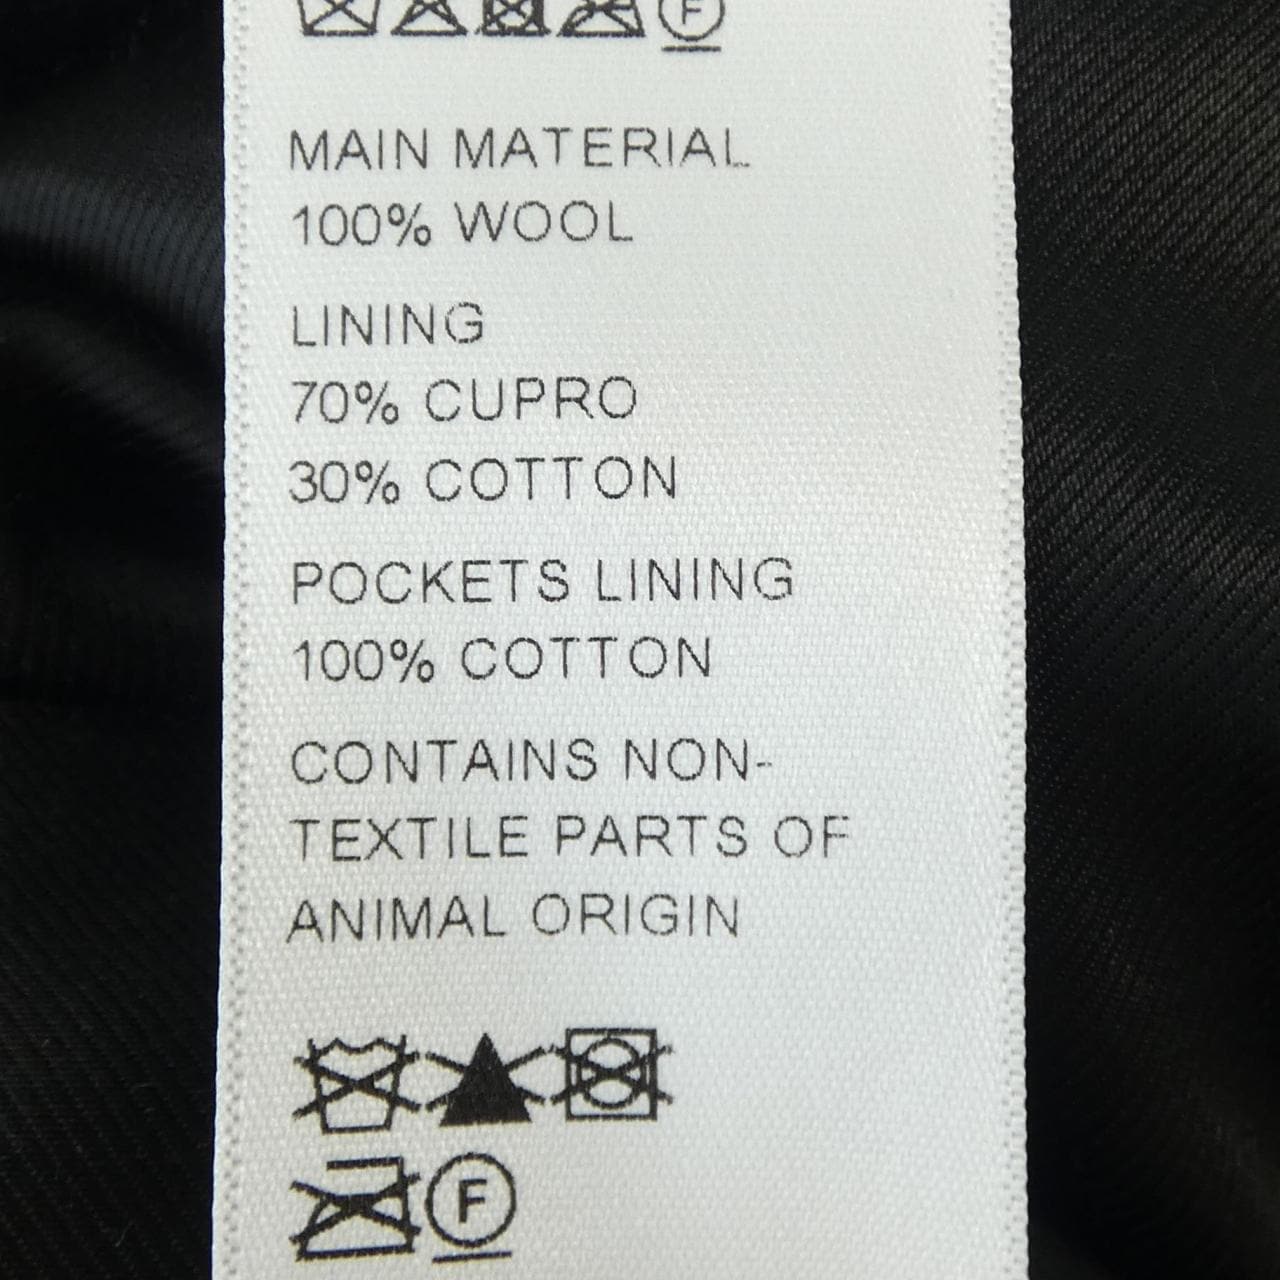 F
MAIN MATERIAL
100% WOOL
LINING
70% CUPRO
30% COTTON
POCKETS LINING
100% COTTON
CONTAINS NON-
TEXTILE PARTS OF
ANIMAL ORIGIN
F